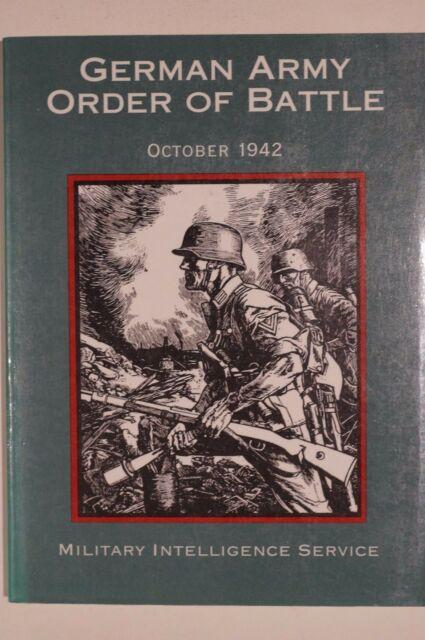 GERMAN ARMY
ORDER OF BATTLE
OCTOBER 1942
MILITARY INTELLIGENCE SERVICE